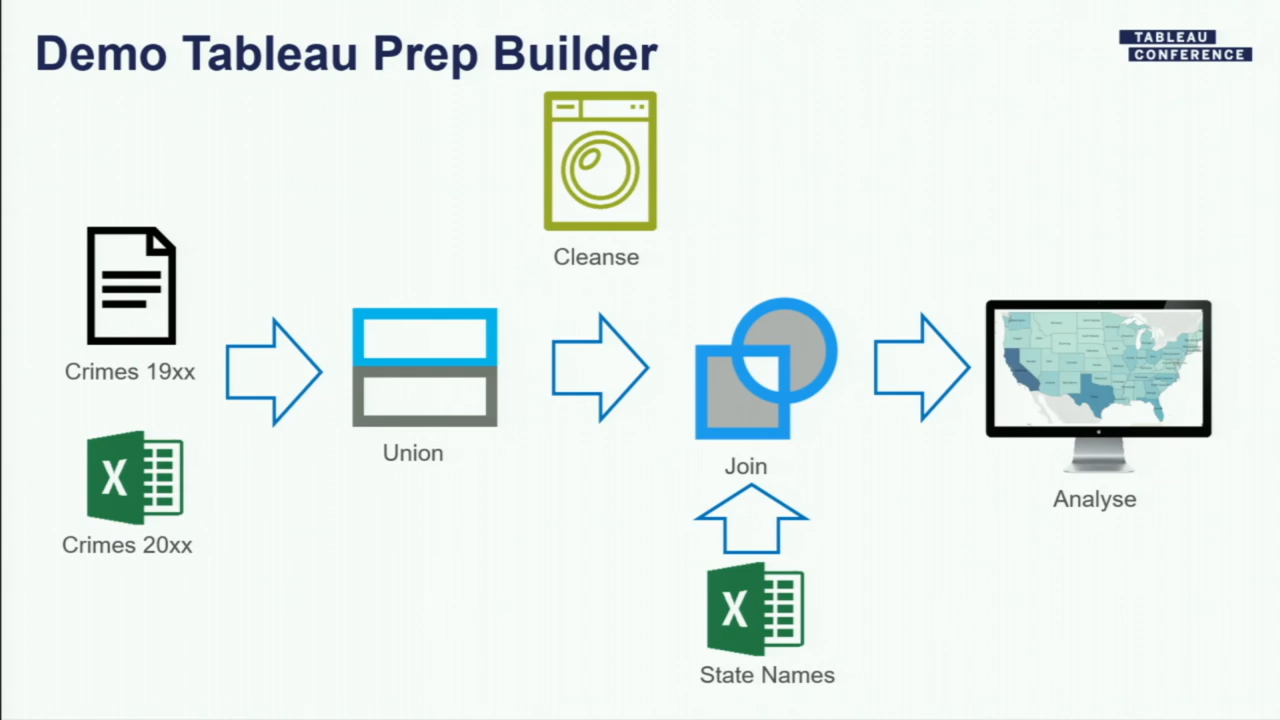 Demo Tableau Prep Builder
TABLEAU
CONFERENCE
Cleanse
Crimes 19xx
Union
Crimes 20xx
Join
Analyse
X
X
State Names